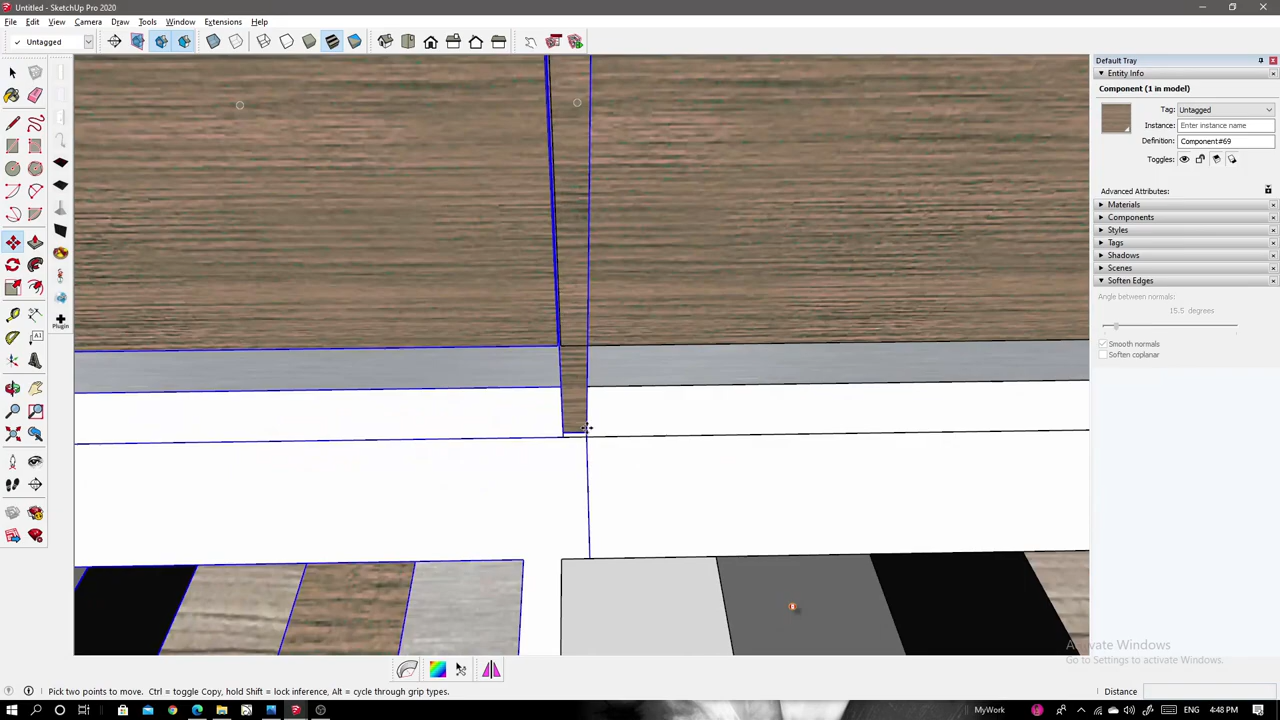 Untitled - SketchUp Pro 2020
File Edit View Camera Draw Tools Window Extensions Help
Untagged
Plugin
Default Tray
Entity Info
Component (1 in model)
Tag: Untagged
Instance: Enter instance name
Definition: Component#69
Toggles:
Advanced Attributes:
Materials
Components
Styles
Tags
Shadows
Scenes
Soften Edges
Angle between normals:
15.5 degrees
Smooth normals
Soften coplanar
Activate Windows
Go to Settings to activate Windows.
Pick two points to move. Ctrl = toggle Copy, hold Shift = lock inference, Alt = cycle through grip types.
Distance
MyWork
ENG
4:48 PM